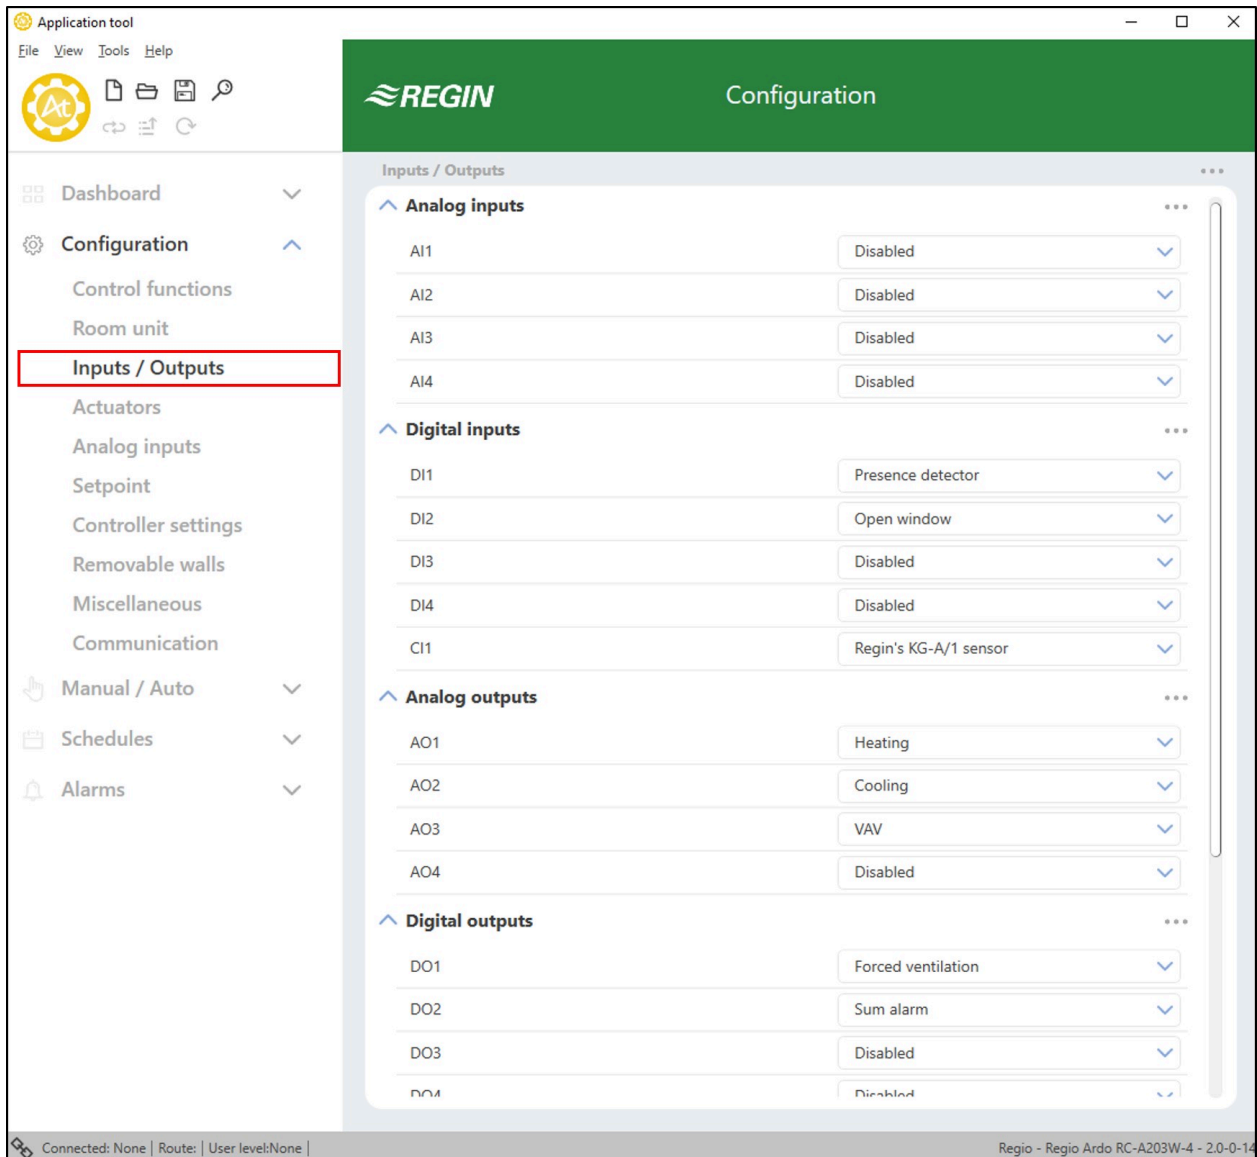 Application tool
File View Tools Help
At
REGIN
Configuration
Dashboard
Configuration
Control functions
Room unit
Inputs / Outputs
Actuators
Analog inputs
Setpoint
Controller settings
Removable walls
Miscellaneous
Communication
Manual / Auto
Schedules
Alarms
Inputs / Outputs
Analog inputs
AI1 Disabled
AI2 Disabled
AI3 Disabled
AI4 Disabled
Digital inputs
DI1 Presence detector
DI2 Open window
DI3 Disabled
DI4 Disabled
CI1 Regin's KG-A/1 sensor
Analog outputs
AO1 Heating
AO2 Cooling
AO3 VAV
AO4 Disabled
Digital outputs
DO1 Forced ventilation
DO2 Sum alarm
DO3 Disabled
DO4 Disabled
Connected: None | Route: | User level:None |
Regio - Regio Ardo RC-A203W-4 - 2.0-0-14